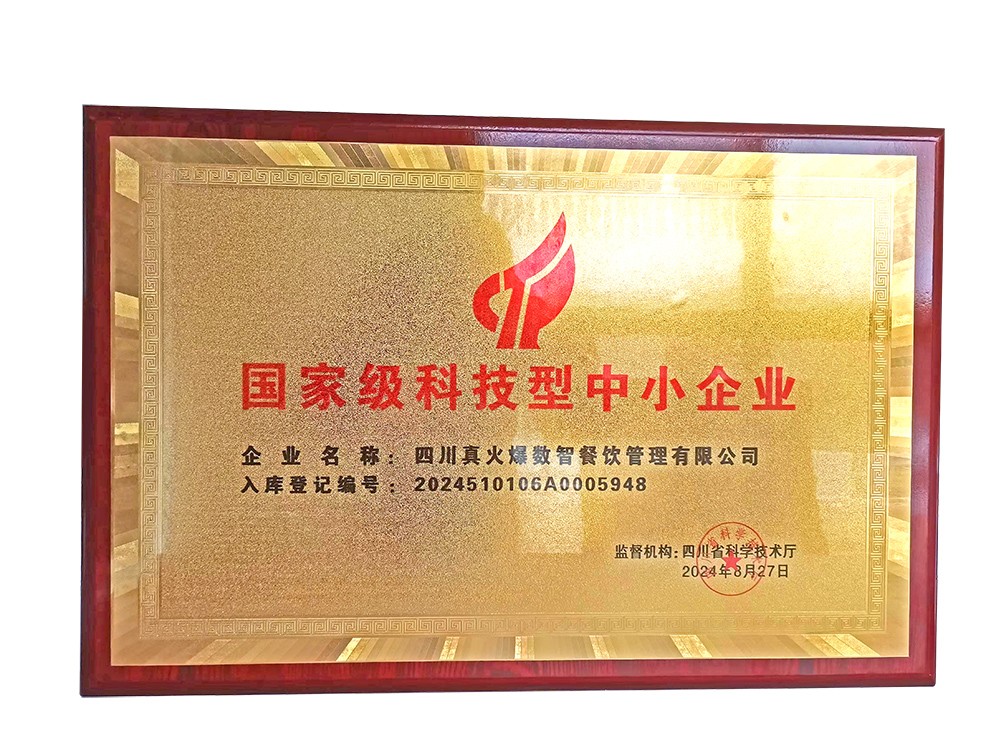 国家级科技型中小企业
企业名称：四川真火爆数智餐饮管理有限公司
入库登记编号：2024510106A0005948
监督机构：四川省科学技术厅
2024年8月27日